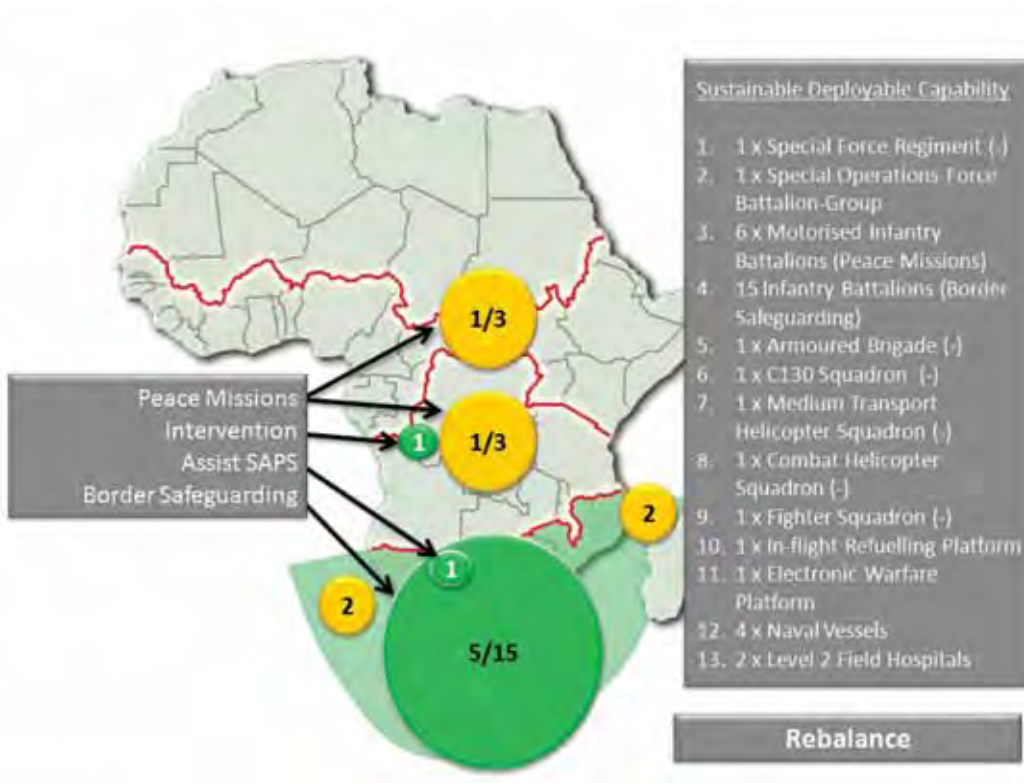 Sustainable Deployable Capability
1. 1 x Special Force Regiment (-)
2. 1 x Special Operations Force
Battalion-Group
3. 6 x Motorised Infantry
Battalions (Peace Missions)
4. 15 Infantry Battalions (Border
Safeguarding)
5. 1 x Armoured Brigade (-)
6. 1 x C130 Squadron (-)
7. 1 x Medium Transport
Helicopter Squadron (-)
8. 1 x Combat Helicopter
Squadron (-)
9. 1 x Fighter Squadron (-)
10. 1 x In-flight Refuelling Platform
11. 1 x Electronic Warfare
Platform
12. 4 x Naval Vessels
13. 2 x Level 2 Field Hospitals
Rebalance
Peace Missions
Intervention
Assist SAPS
Border Safeguarding
1/3
1/3
1
2
1
2
5/15